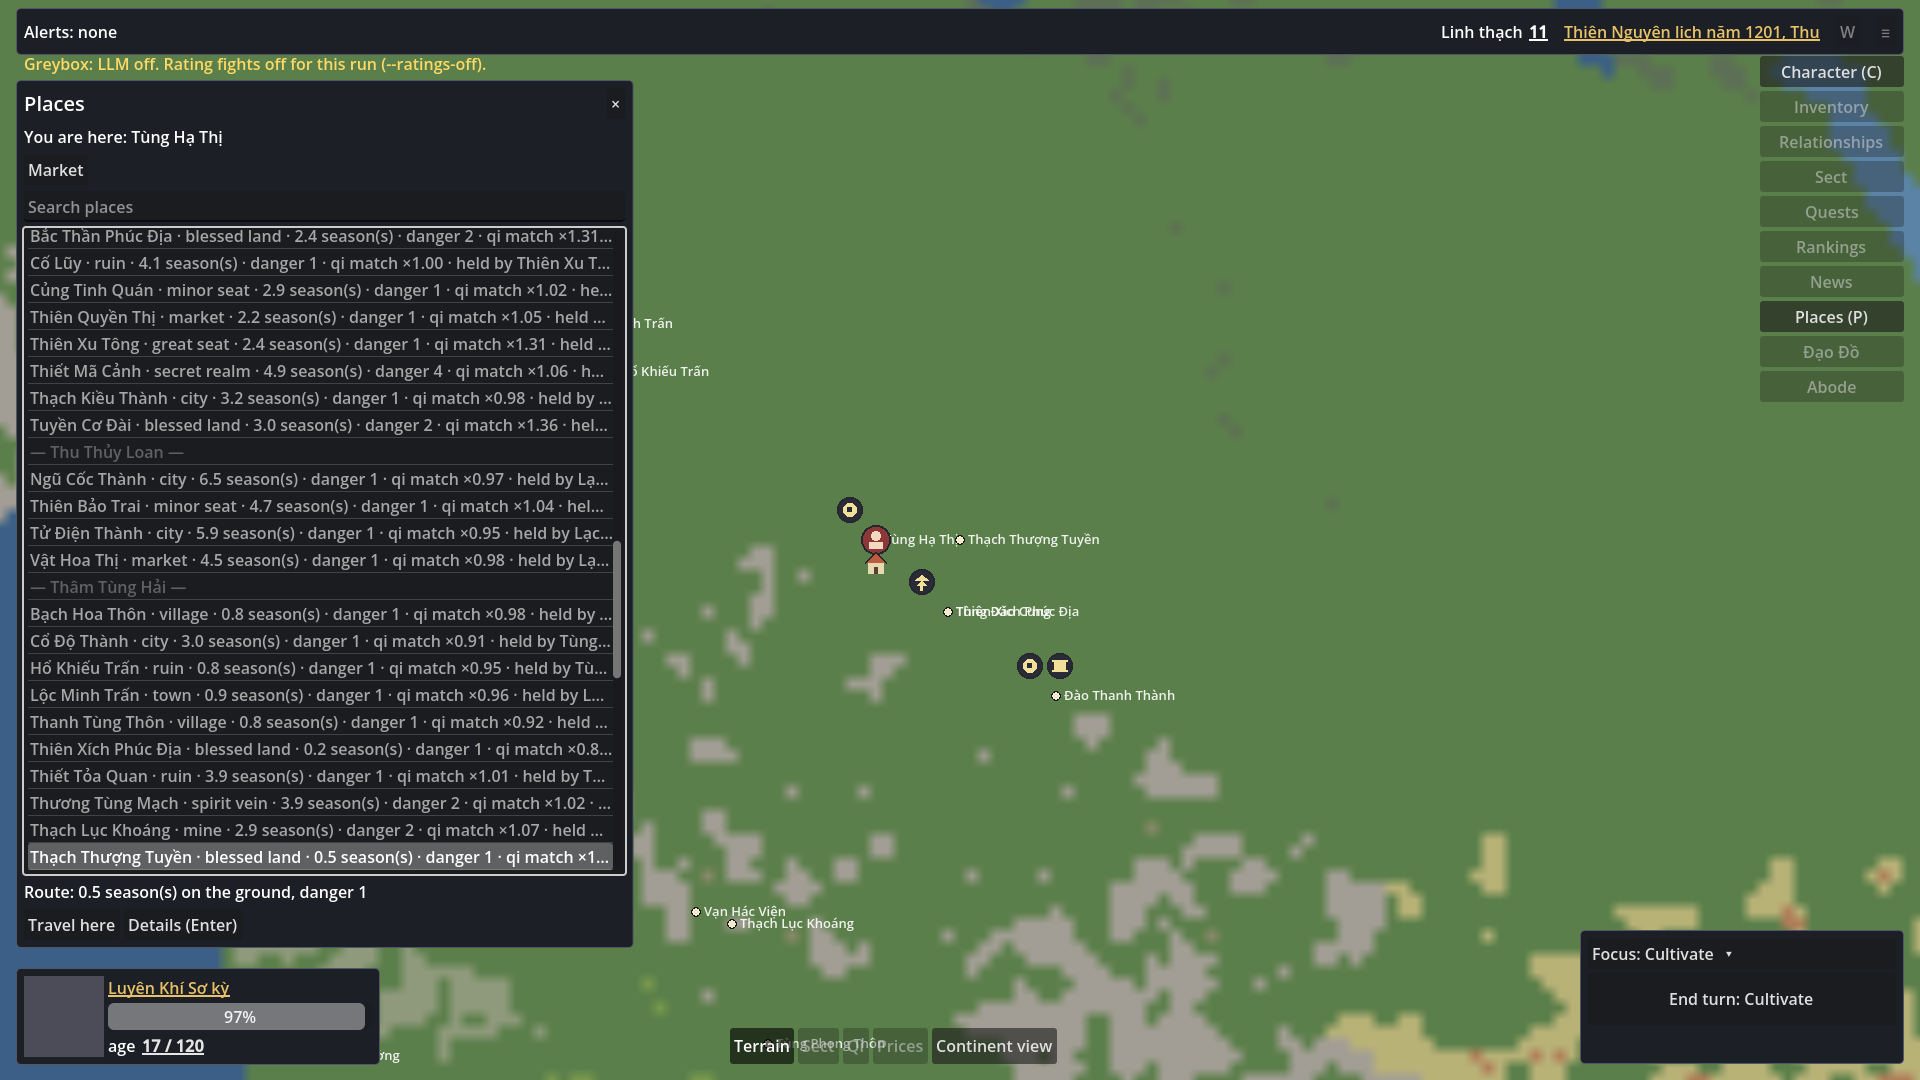 Alerts: none
Linh thạch 11 Thiên Nguyên lich năm 1201, Thu W ≡
Greybox: LLM off. Rating fights off for this run (--ratings-off).
Places ×
You are here: Tùng Hạ Thị
Market
Search places
Bắc Thần Phúc Địa · blessed land · 2.4 season(s) · danger 2 · qi match ×1.31...
Cố Lũy · ruin · 4.1 season(s) · danger 1 · qi match ×1.00 · held by Thiên Xu T...
Củng Tinh Quán · minor seat · 2.9 season(s) · danger 1 · qi match ×1.02 · he...
Thiên Quyền Thị · market · 2.2 season(s) · danger 1 · qi match ×1.05 · held ...
Thiên Xu Tông · great seat · 2.4 season(s) · danger 1 · qi match ×1.31 · held ...
Thiết Mã Cảnh · secret realm · 4.9 season(s) · danger 4 · qi match ×1.06 · h...
Thạch Kiều Thành · city · 3.2 season(s) · danger 1 · qi match ×0.98 · held by ...
Tuyền Cơ Đài · blessed land · 3.0 season(s) · danger 2 · qi match ×1.36 · hel...
— Thu Thủy Loan —
Ngũ Cốc Thành · city · 6.5 season(s) · danger 1 · qi match ×0.97 · held by Lạ...
Thiên Bảo Trai · minor seat · 4.7 season(s) · danger 1 · qi match ×1.04 · hel...
Tử Điện Thành · city · 5.9 season(s) · danger 1 · qi match ×0.95 · held by Lạc...
Vật Hoa Thị · market · 4.5 season(s) · danger 1 · qi match ×0.98 · held by Lạ...
— Thâm Tùng Hải —
Bạch Hoa Thôn · village · 0.8 season(s) · danger 1 · qi match ×0.98 · held by ...
Cổ Độ Thành · city · 3.0 season(s) · danger 1 · qi match ×0.91 · held by Tùng...
Hổ Khiếu Trấn · ruin · 0.8 season(s) · danger 1 · qi match ×0.95 · held by Tù...
Lộc Minh Trấn · town · 0.9 season(s) · danger 1 · qi match ×0.96 · held by L...
Thanh Tùng Thôn · village · 0.8 season(s) · danger 1 · qi match ×0.92 · held ...
Thiên Xích Phúc Địa · blessed land · 0.2 season(s) · danger 1 · qi match ×0.8...
Thiết Tỏa Quan · ruin · 3.9 season(s) · danger 1 · qi match ×1.01 · held by T...
Thương Tùng Mạch · spirit vein · 3.9 season(s) · danger 2 · qi match ×1.02 · ...
Thạch Lục Khoáng · mine · 2.9 season(s) · danger 2 · qi match ×1.07 · held ...
Thạch Thượng Tuyền · blessed land · 0.5 season(s) · danger 1 · qi match ×1...
Route: 0.5 season(s) on the ground, danger 1
Travel here Details (Enter)
Luyện Khí Sơ kỳ
97%
age 17 / 120
h Trấn
ổ Khiếu Trấn
ùng Hạ Th
Thạch Thượng Tuyền
Đào Thanh Thành
Vạn Hác Viện
Thạch Lục Khoáng
Terrain Sect Qi Prices Continent view
Character (C)
Inventory
Relationships
Sect
Quests
Rankings
News
Places (P)
Đạo Đồ
Abode
Focus: Cultivate ▾
End turn: Cultivate